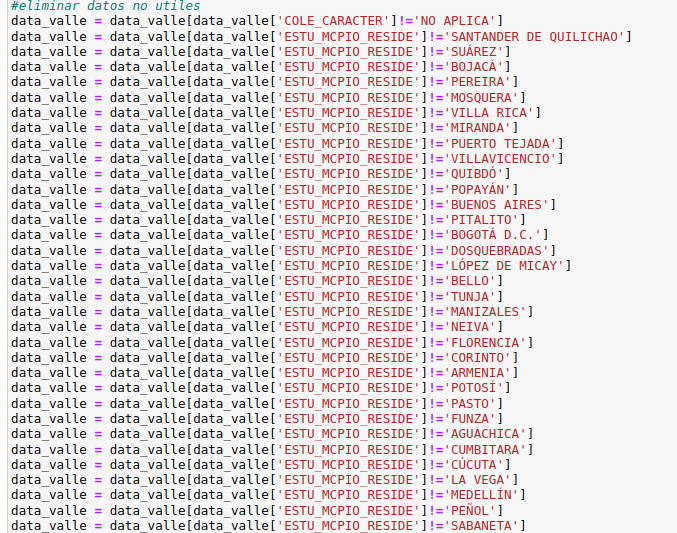 #eliminar datos no utiles
data_valle = data_valle[data_valle['COLE_CARACTER']!='NO APLICA']
data_valle = data_valle[data_valle['ESTU_MCPIO_RESIDE']!='SANTANDER DE QUILICHAO']
data_valle = data_valle[data_valle['ESTU_MCPIO_RESIDE']!='SUÁREZ']
data_valle = data_valle[data_valle['ESTU_MCPIO_RESIDE']!='BOJACÁ']
data_valle = data_valle[data_valle['ESTU_MCPIO_RESIDE']!='PEREIRA']
data_valle = data_valle[data_valle['ESTU_MCPIO_RESIDE']!='MOSQUERA']
data_valle = data_valle[data_valle['ESTU_MCPIO_RESIDE']!='VILLA RICA']
data_valle = data_valle[data_valle['ESTU_MCPIO_RESIDE']!='MIRANDA']
data_valle = data_valle[data_valle['ESTU_MCPIO_RESIDE']!='PUERTO TEJADA']
data_valle = data_valle[data_valle['ESTU_MCPIO_RESIDE']!='VILLAVICENCIO']
data_valle = data_valle[data_valle['ESTU_MCPIO_RESIDE']!='QUIBDÓ']
data_valle = data_valle[data_valle['ESTU_MCPIO_RESIDE']!='POPAYÁN']
data_valle = data_valle[data_valle['ESTU_MCPIO_RESIDE']!='BUENOS AIRES']
data_valle = data_valle[data_valle['ESTU_MCPIO_RESIDE']!='PITALITO']
data_valle = data_valle[data_valle['ESTU_MCPIO_RESIDE']!='BOGOTÁ D.C.']
data_valle = data_valle[data_valle['ESTU_MCPIO_RESIDE']!='DOSQUEBRADAS']
data_valle = data_valle[data_valle['ESTU_MCPIO_RESIDE']!='LÓPEZ DE MICAY']
data_valle = data_valle[data_valle['ESTU_MCPIO_RESIDE']!='BELLO']
data_valle = data_valle[data_valle['ESTU_MCPIO_RESIDE']!='TUNJA']
data_valle = data_valle[data_valle['ESTU_MCPIO_RESIDE']!='MANIZALES']
data_valle = data_valle[data_valle['ESTU_MCPIO_RESIDE']!='NEIVA']
data_valle = data_valle[data_valle['ESTU_MCPIO_RESIDE']!='FLORENCIA']
data_valle = data_valle[data_valle['ESTU_MCPIO_RESIDE']!='CORINTO']
data_valle = data_valle[data_valle['ESTU_MCPIO_RESIDE']!='ARMENIA']
data_valle = data_valle[data_valle['ESTU_MCPIO_RESIDE']!='POTOSÍ']
data_valle = data_valle[data_valle['ESTU_MCPIO_RESIDE']!='PASTO']
data_valle = data_valle[data_valle['ESTU_MCPIO_RESIDE']!='FUNZA']
data_valle = data_valle[data_valle['ESTU_MCPIO_RESIDE']!='AGUACHICA']
data_valle = data_valle[data_valle['ESTU_MCPIO_RESIDE']!='CUMBITARA']
data_valle = data_valle[data_valle['ESTU_MCPIO_RESIDE']!='CÚCUTA']
data_valle = data_valle[data_valle['ESTU_MCPIO_RESIDE']!='LA VEGA']
data_valle = data_valle[data_valle['ESTU_MCPIO_RESIDE']!='MEDELLÍN']
data_valle = data_valle[data_valle['ESTU_MCPIO_RESIDE']!='PEÑOL']
data_valle = data_valle[data_valle['ESTU_MCPIO_RESIDE']!='SABANETA']